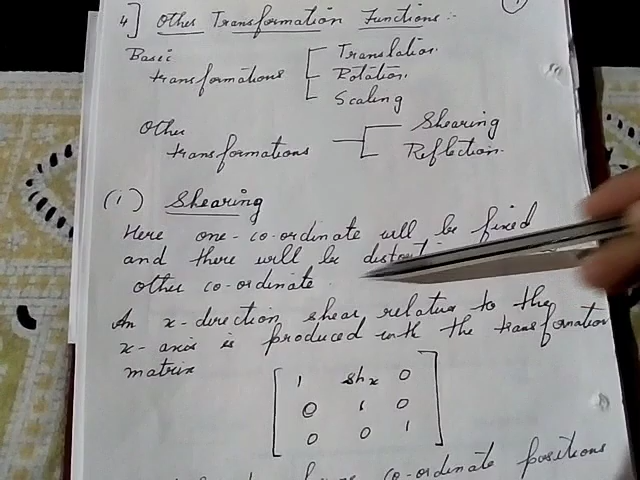 4] Other Transformation Functions :-
Basic transformations
Translation.
Rotation.
Scaling
Other transformations
Shearing
Reflection.
(i) Shearing
Here one-co-ordinate will be fixed
and there will be
other co-ordinate.
An x-direction shear relative to the
x-axis is produced with the transformation
matrix
1 shx 0
0 1 0
0 0 1
co-ordinate positions